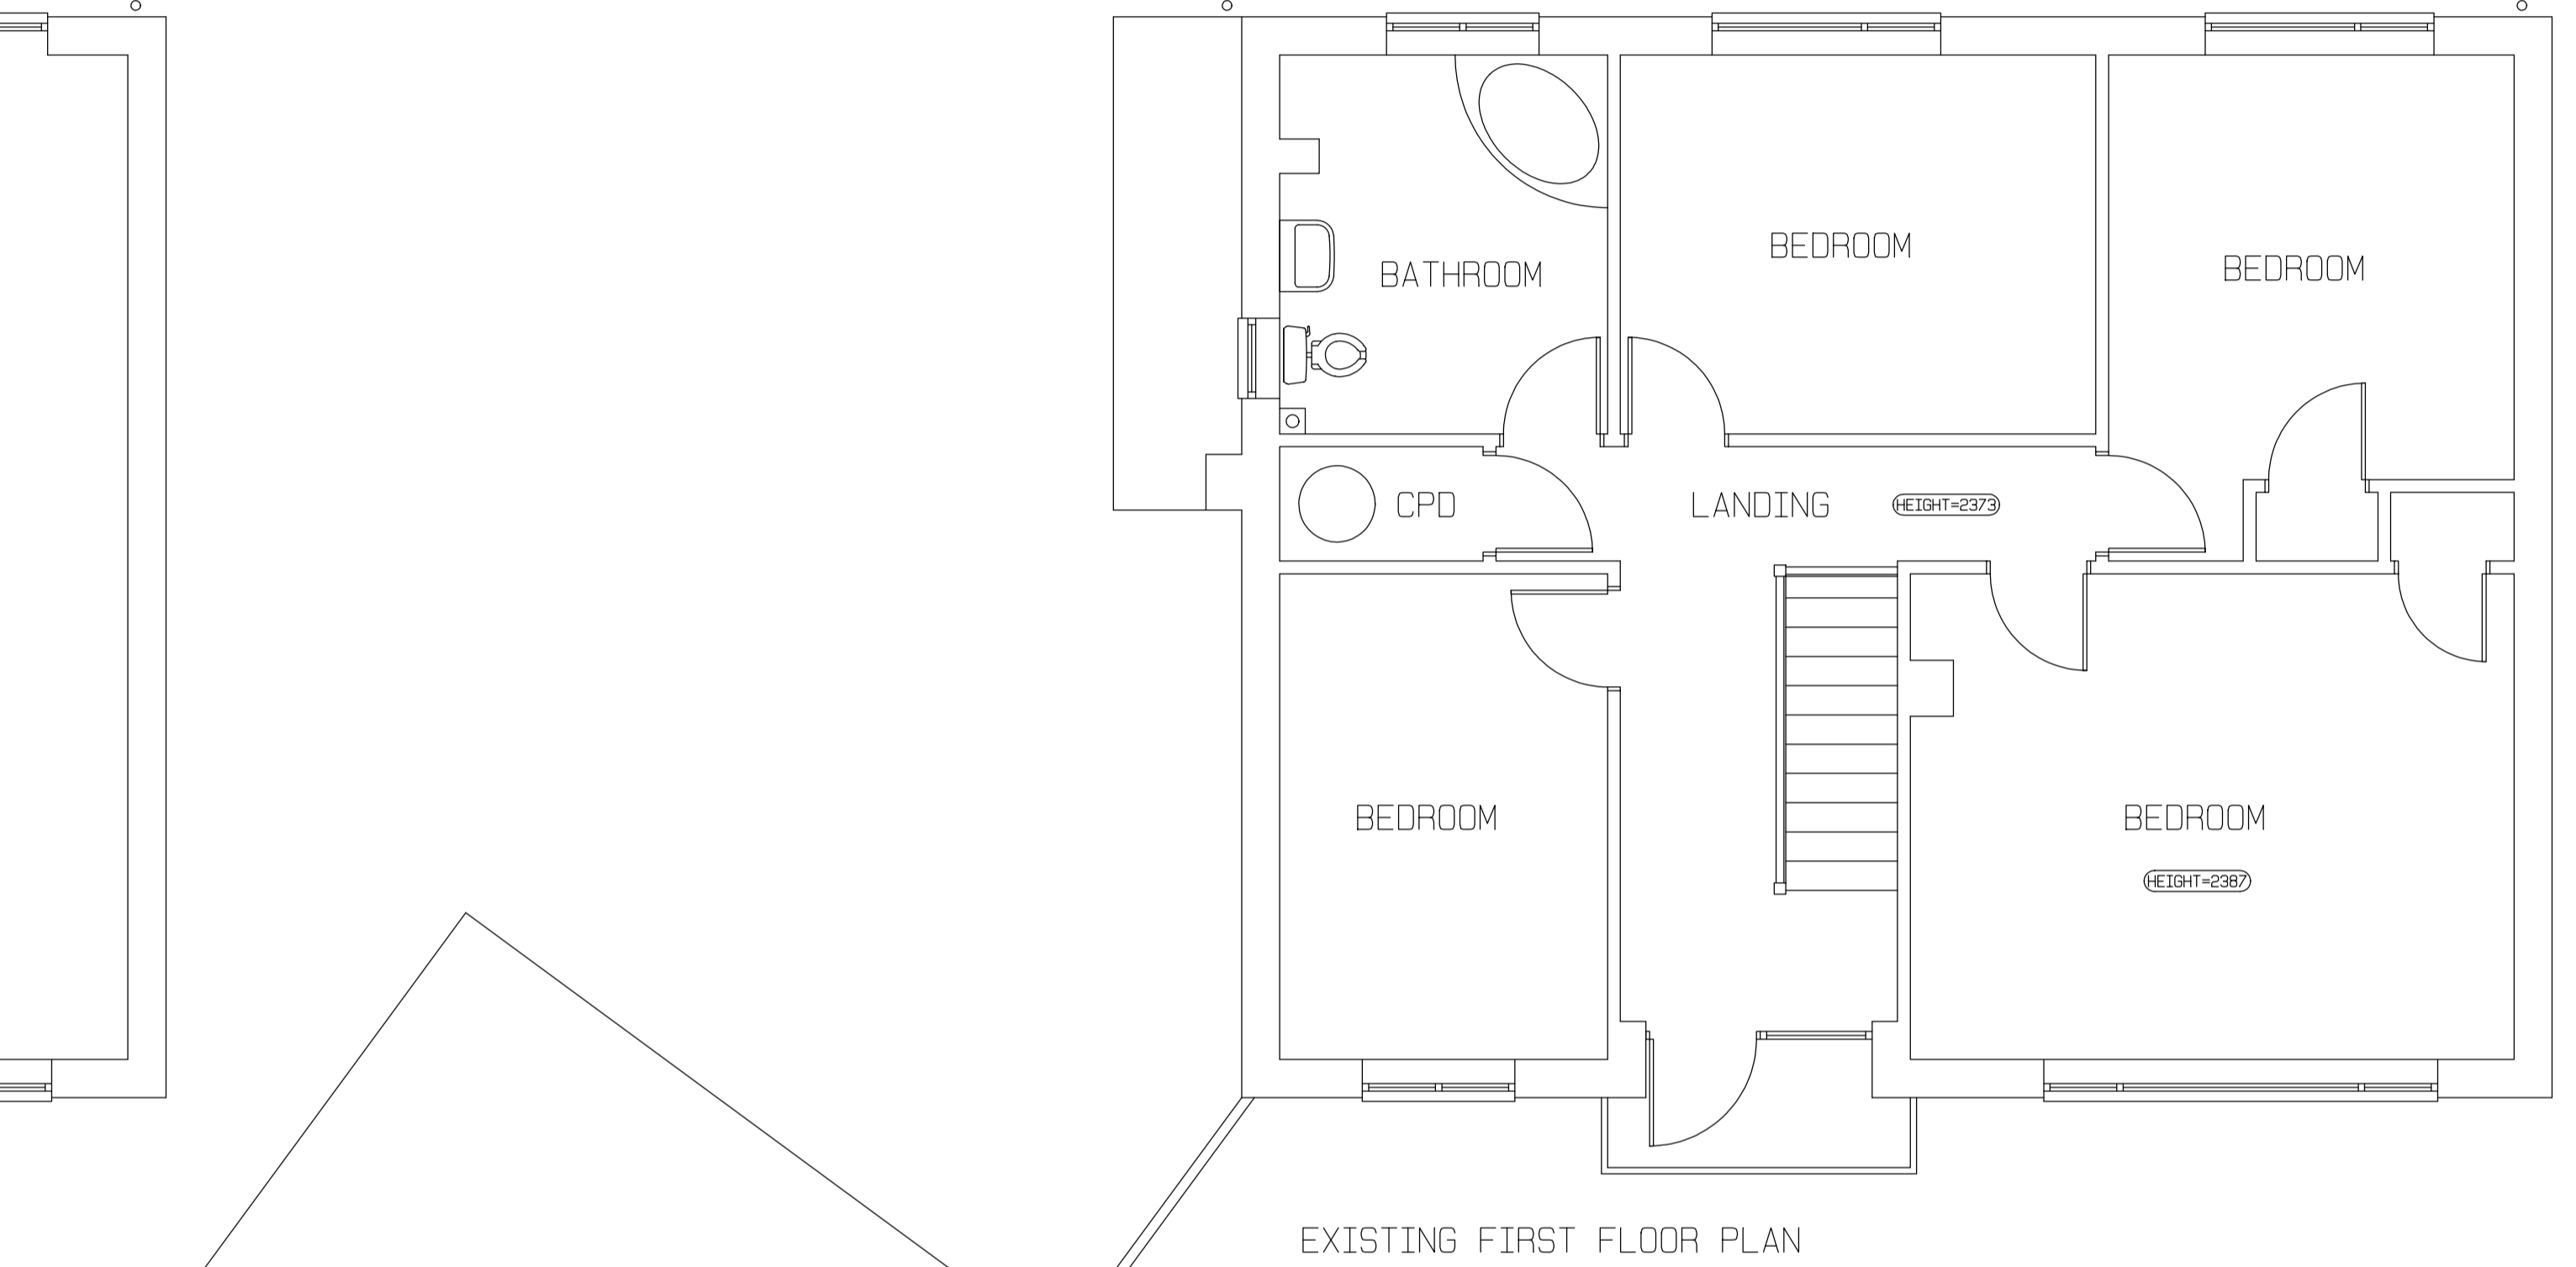 BEDROOM
BATHROOM
BEDROOM
CPD
LANDING
HEIGHT=2373
BEDROOM
BEDROOM
HEIGHT=2387
EXISTING FIRST FLOOR PLAN